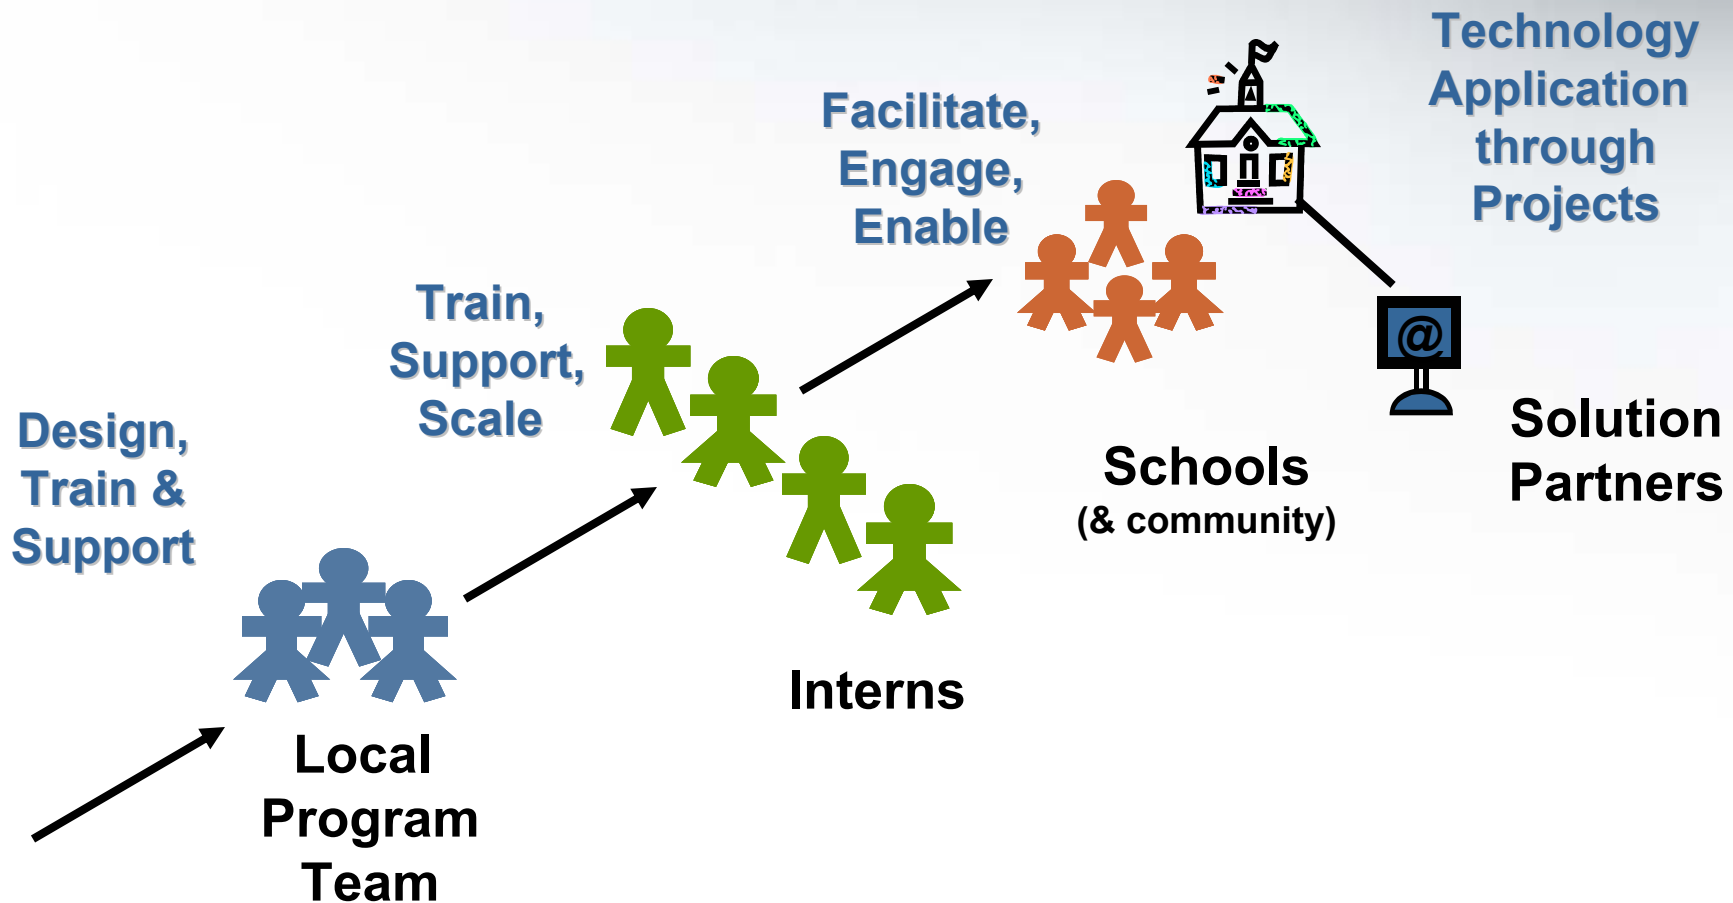 Design,
Train &
Support
Local
Program
Team
Train,
Support,
Scale
Interns
Facilitate,
Engage,
Enable
Schools
(& community)
Technology
Application
through
Projects
@
Solution
Partners